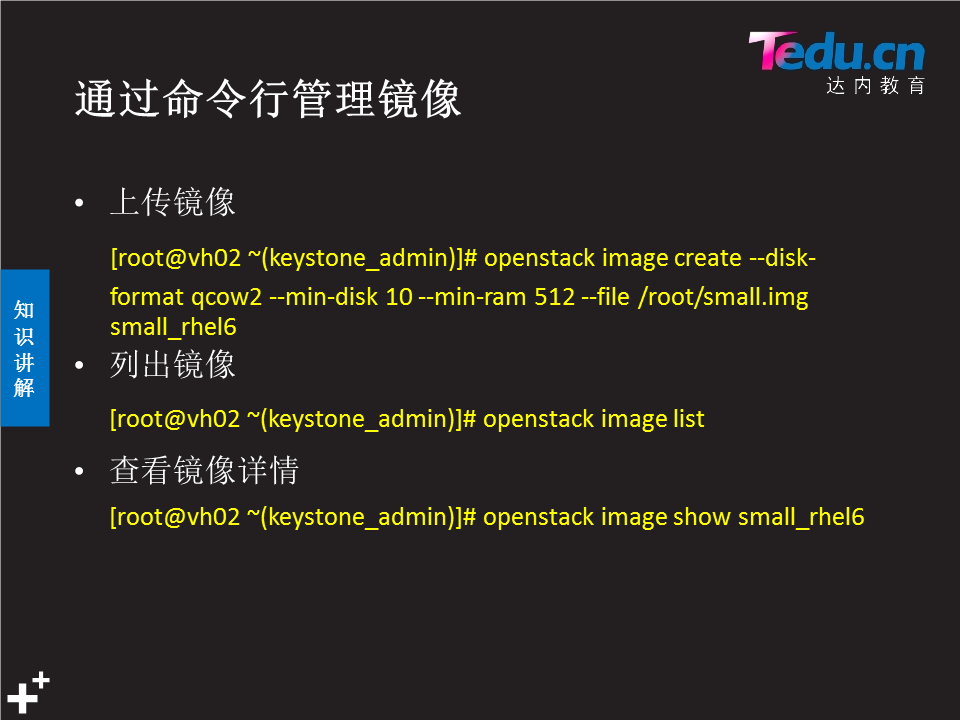 Tedu.cn
达内教育
通过命令行管理镜像
• 上传镜像
[root@vh02 ~(keystone_admin)]# openstack image create --disk-
format qcow2 --min-disk 10 --min-ram 512 --file /root/small.img
small_rhel6
• 列出镜像
[root@vh02 ~(keystone_admin)]# openstack image list
• 查看镜像详情
[root@vh02 ~(keystone_admin)]# openstack image show small_rhel6
知
识
讲
解